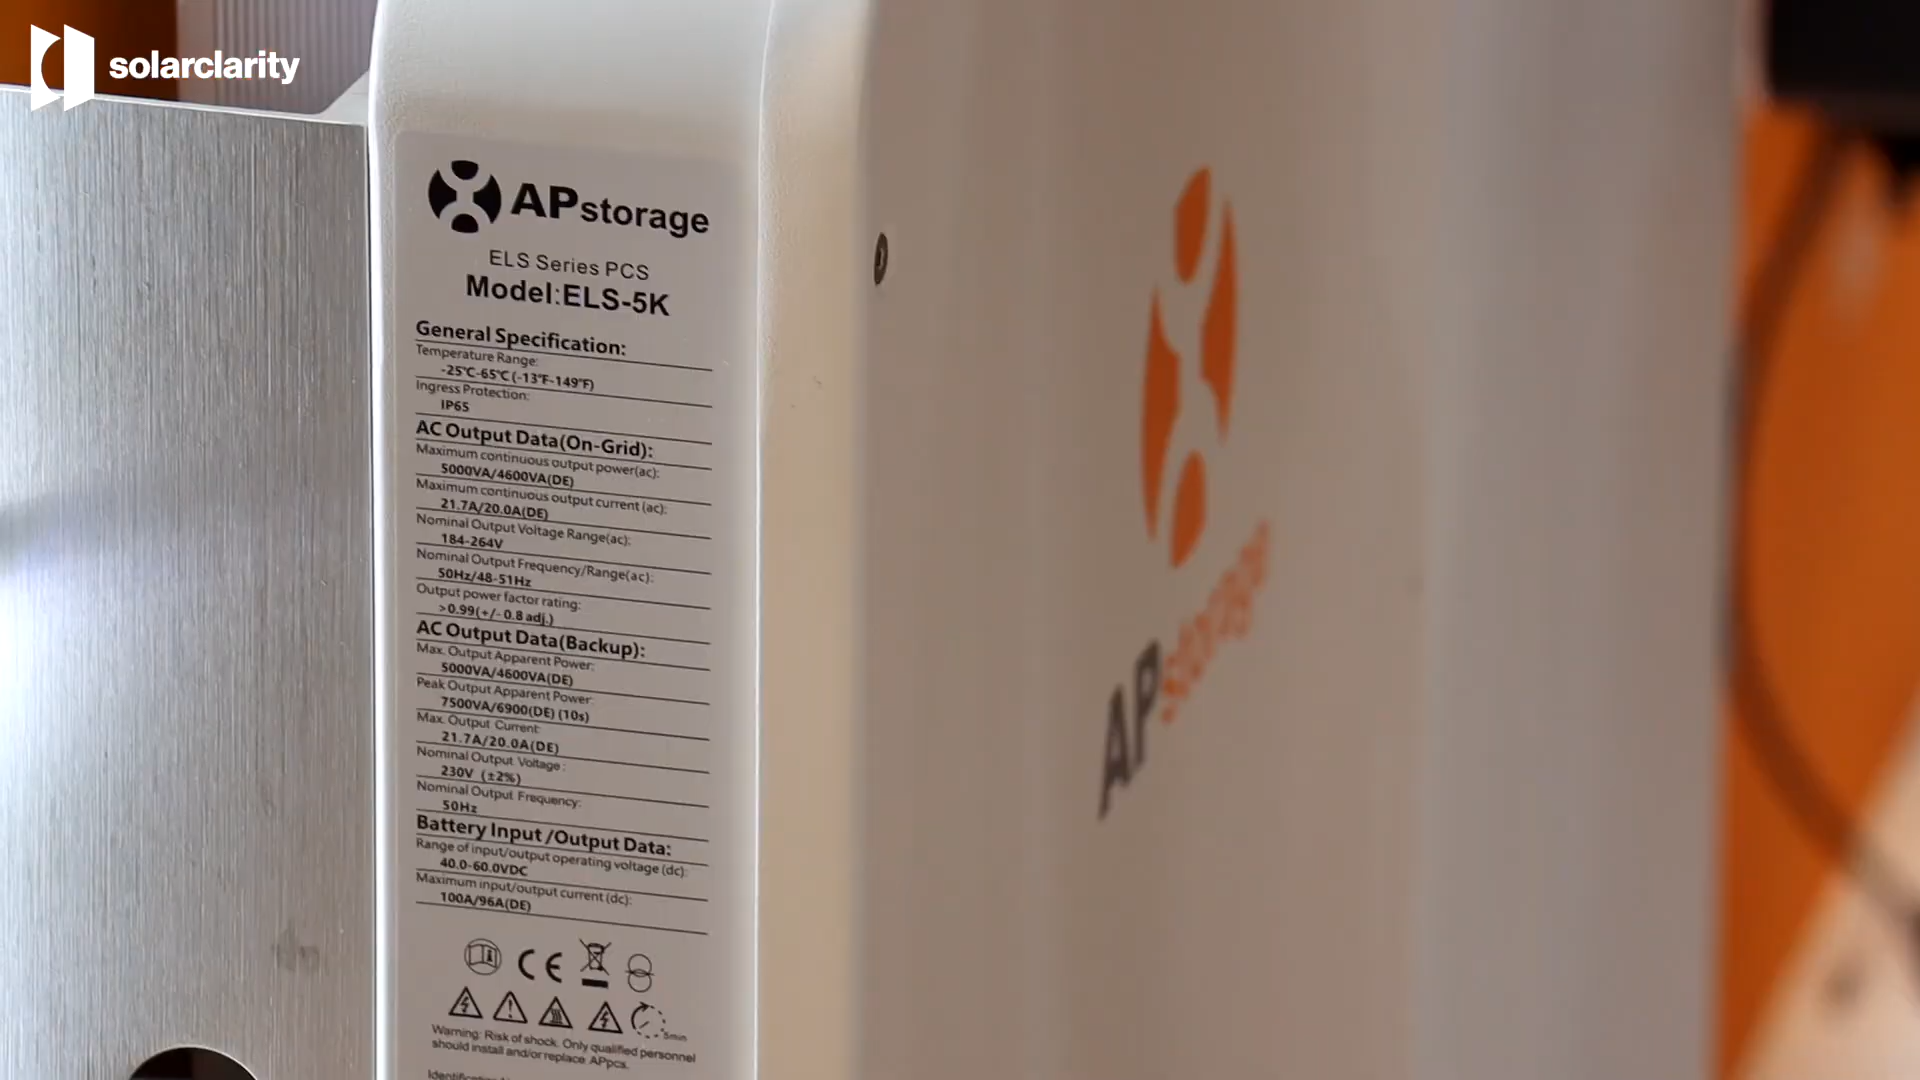 solarclarity
APstorage
ELS Series PCS
Model:ELS-5K
General Specification:
Temperature Range:
-25℃-65℃(-13℉-149℉)
Ingress Protection:
IP65
AC Output Data(On-Grid):
Maximum continuous output power(ac):
5000VA/4600VA(DE)
Maximum continuous output current (ac):
21.7A/20.0A(DE)
Nominal Output Voltage Range(ac):
184-264V
Nominal Output Frequency/Range(ac):
50Hz/48-51Hz
Output power factor rating:
>0.99(+/- 0.8 adj.)
AC Output Data(Backup):
Max. Output Apparent Power:
5000VA/4600VA(DE)
Peak Output Apparent Power:
7500VA/6900(DE) (10s)
Max. Output Current:
21.7A/20.0A(DE)
Nominal Output Voltage :
230V (±2%)
Nominal Output Frequency:
50Hz
Battery Input /Output Data:
Range of input/output operating voltage (dc):
40.0-60.0VDC
Maximum input/output current (dc):
100A/96A(DE)
CE
5min
Warning: Risk of shock. Only qualified personnel
should install and/or replace APpcs.
APstorage